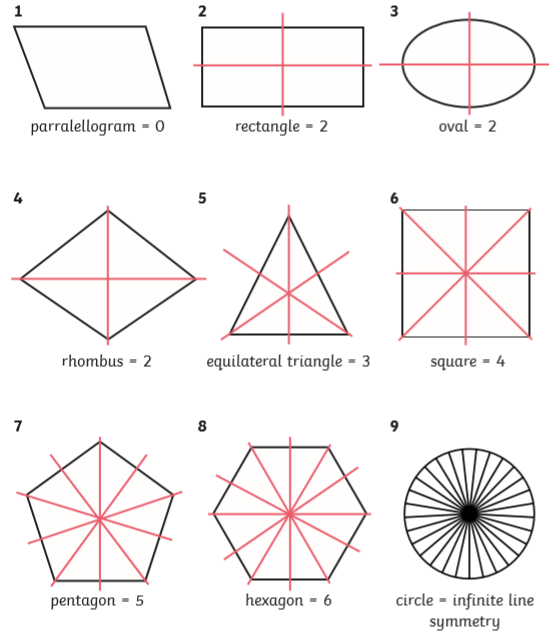 1
parralellogram = 0
2
rectangle = 2
3
oval = 2
4
rhombus = 2
5
equilateral triangle = 3
6
square = 4
7
pentagon = 5
8
hexagon = 6
9
circle = infinite line
symmetry